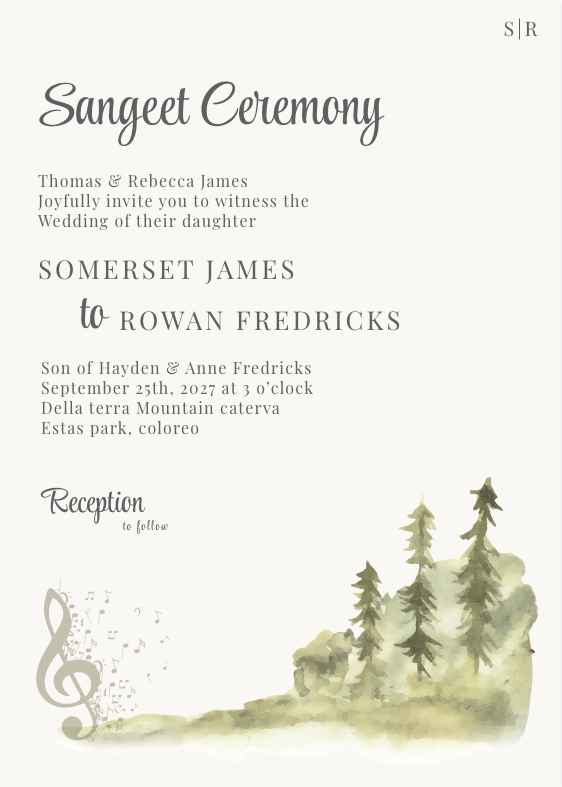 S|R
Sangeet Ceremony
Thomas & Rebecca James
Joyfully invite you to witness the
Wedding of their daughter
SOMERSET JAMES
to ROWAN FREDRICKS
Son of Hayden & Anne Fredricks
September 25th, 2027 at 3 o’clock
Della terra Mountain caterva
Estas park, coloreo
Reception
to follow